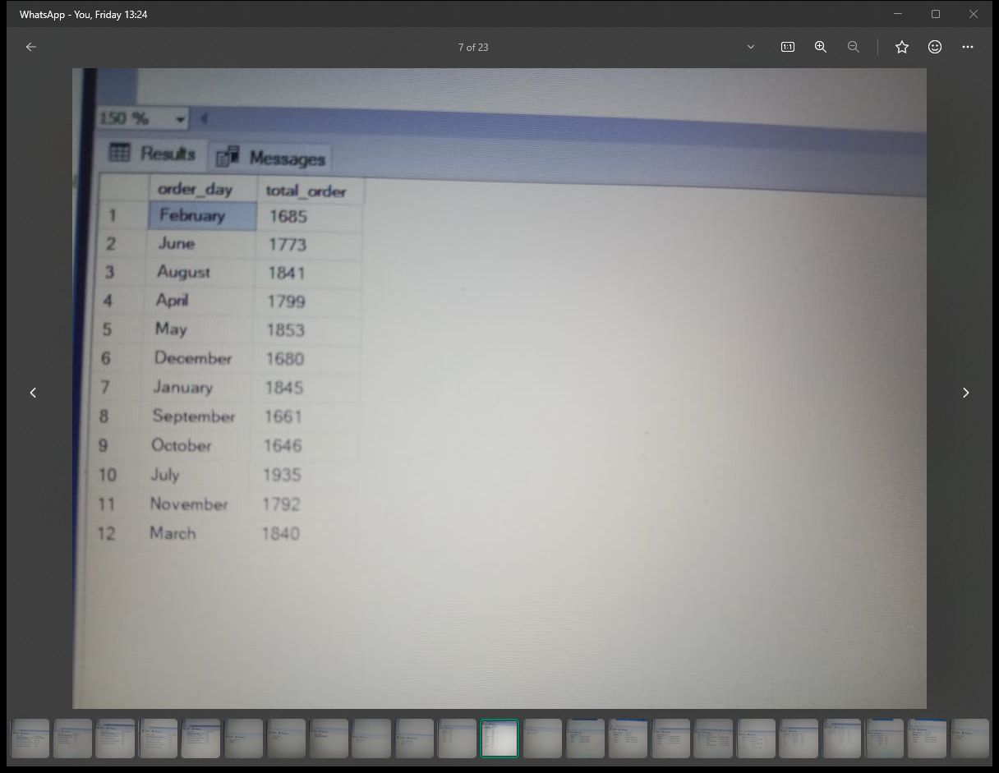 WhatsApp - You, Friday 13:24
7 of 23
1:1
150 %
Results Messages
order_day total_order
1 February 1685
2 June 1773
3 August 1841
4 April 1799
5 May 1853
6 December 1680
7 January 1845
8 September 1661
9 October 1646
10 July 1935
11 November 1792
12 March 1840